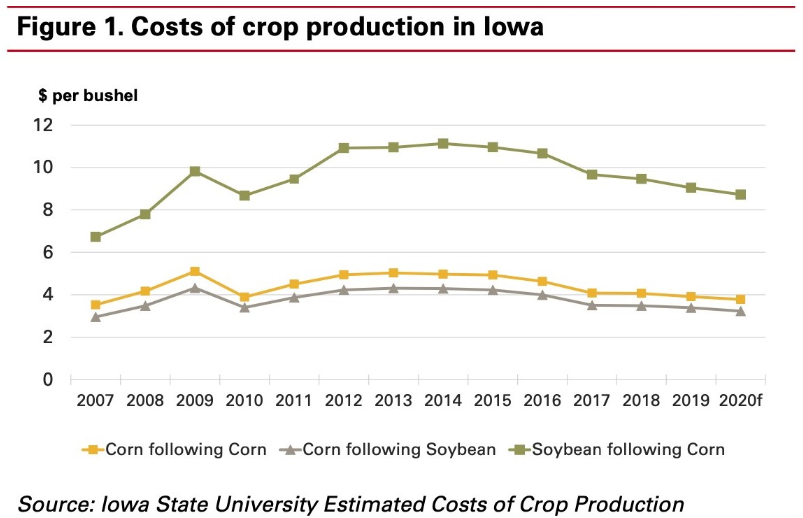 Figure 1. Costs of crop production in Iowa
$ per bushel
12
10
8
6
4
2
0
2007 2008 2009 2010 2011 2012 2013 2014 2015 2016 2017 2018 2019 2020f
Corn following Corn Corn following Soybean Soybean following Corn
Source: Iowa State University Estimated Costs of Crop Production